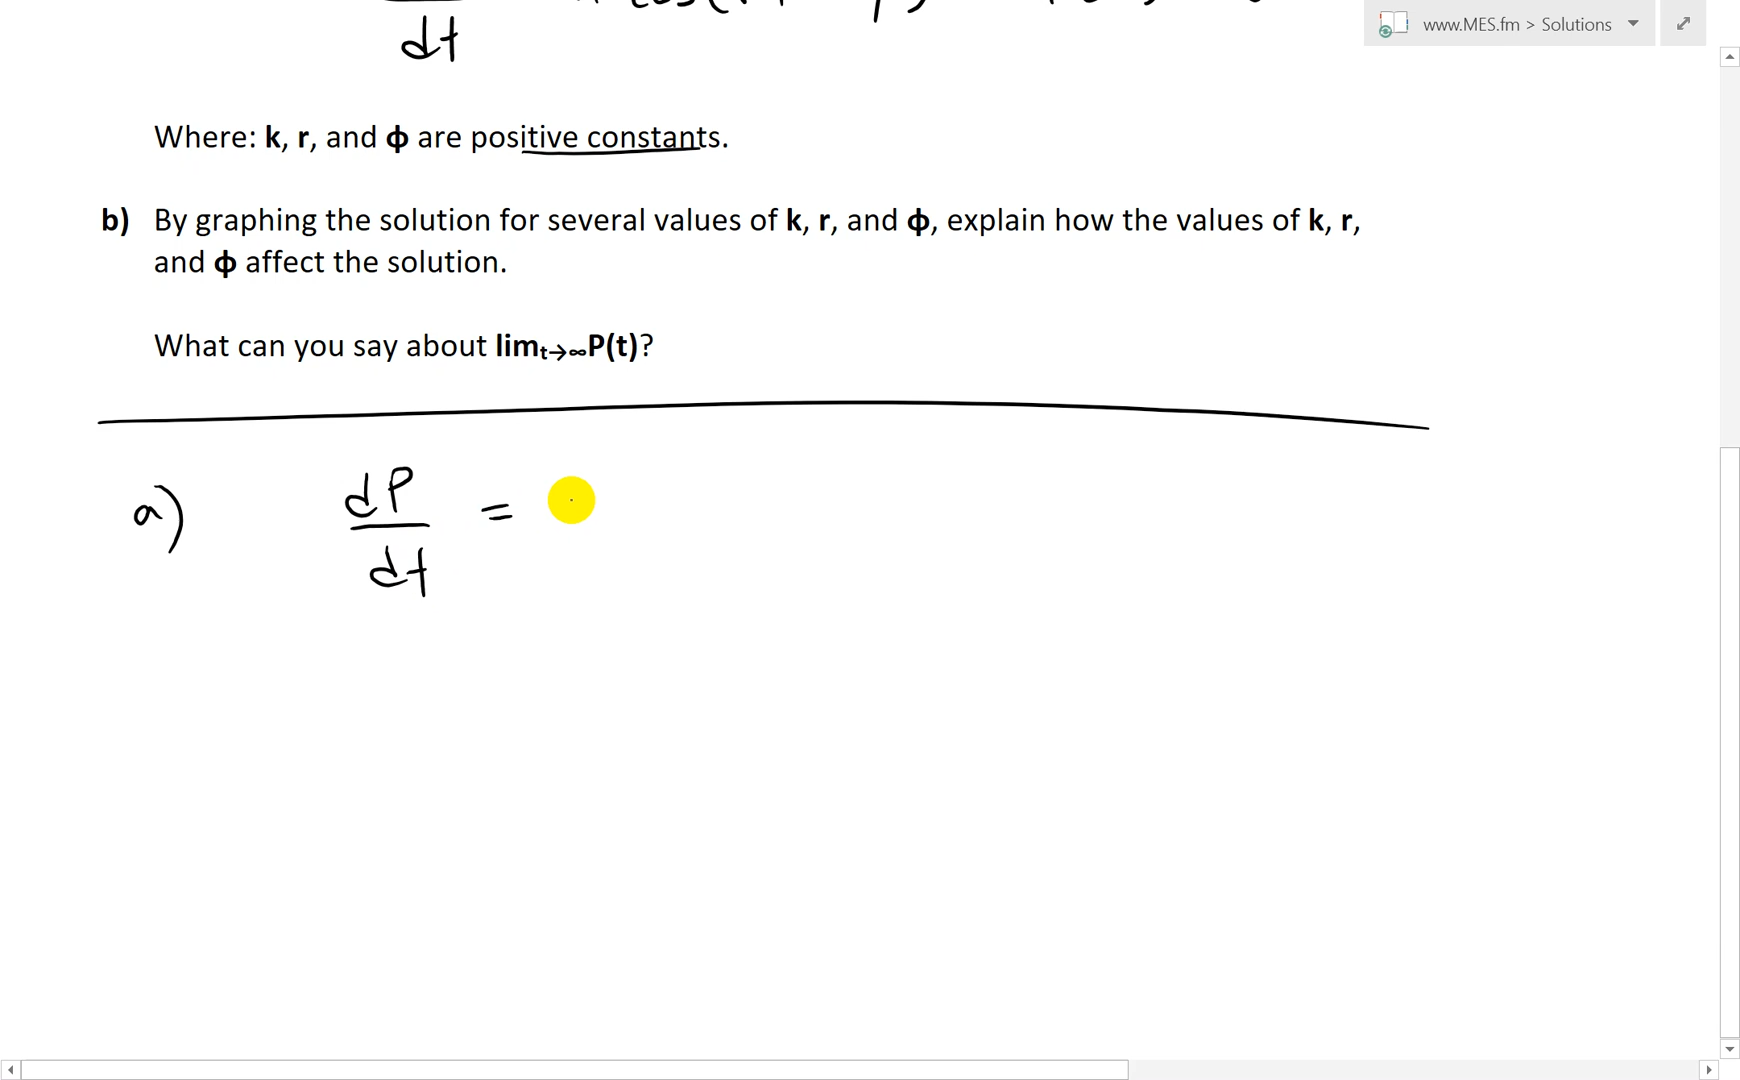 www.MES.fm > Solutions
dt
Where: k, r, and ϕ are positive constants.
b) By graphing the solution for several values of k, r, and ϕ, explain how the values of k, r,
and ϕ affect the solution.
What can you say about limt→∞P(t)?
a) dP/dt =